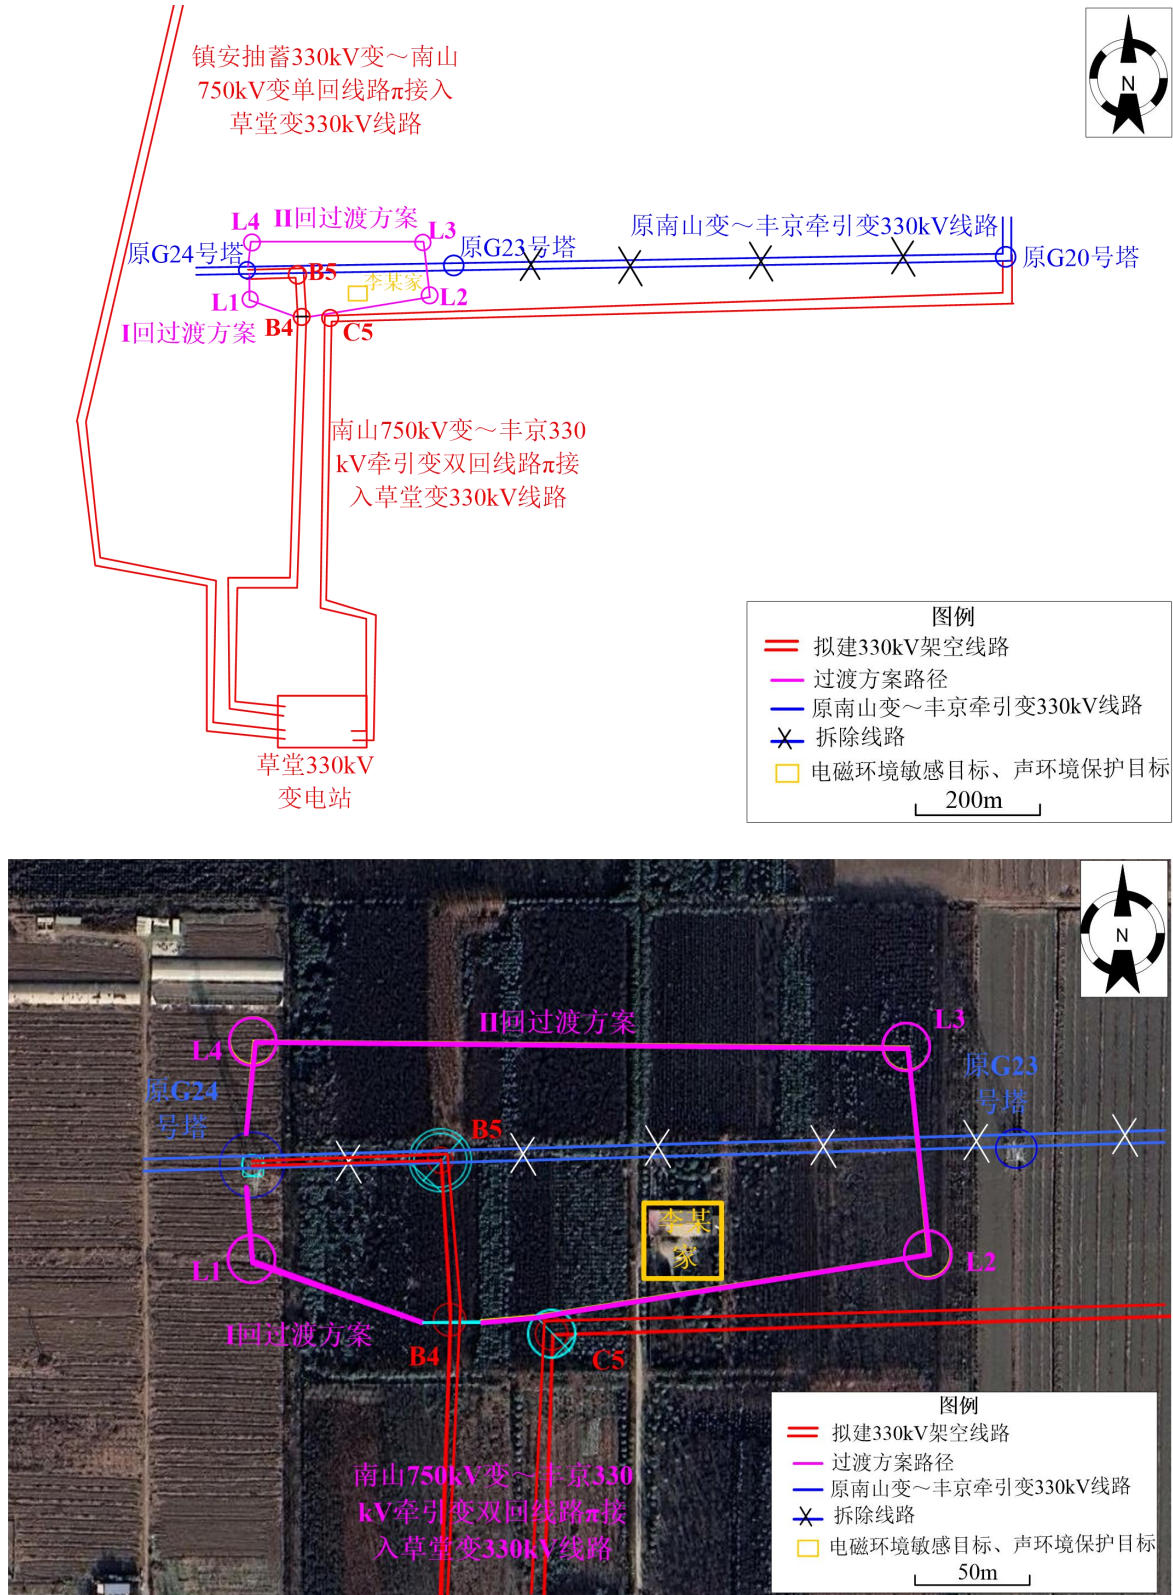 镇安抽蓄330kV变～南山
750kV变单回线路π接入
草堂变330kV线路
N
L4
II回过渡方案
L3
原南山变～丰京牵引变330kV线路
原G24号塔
原G23号塔
原G20号塔
B5
李某家
L1
L2
B4
C5
I回过渡方案
南山750kV变～丰京330
kV牵引变双回线路π接
入草堂变330kV线路
草堂330kV
变电站
图例
拟建330kV架空线路
过渡方案路径
原南山变～丰京牵引变330kV线路
拆除线路
电磁环境敏感目标、声环境保护目标
200m
N
II回过渡方案
L3
L4
原G24
号塔
原G23
号塔
B5
李某
家
L1
L2
I回过渡方案
B4
C5
南山750kV变～丰京330
kV牵引变双回线路π接
入草堂变330kV线路
图例
拟建330kV架空线路
过渡方案路径
原南山变～丰京牵引变330kV线路
拆除线路
电磁环境敏感目标、声环境保护目标
50m